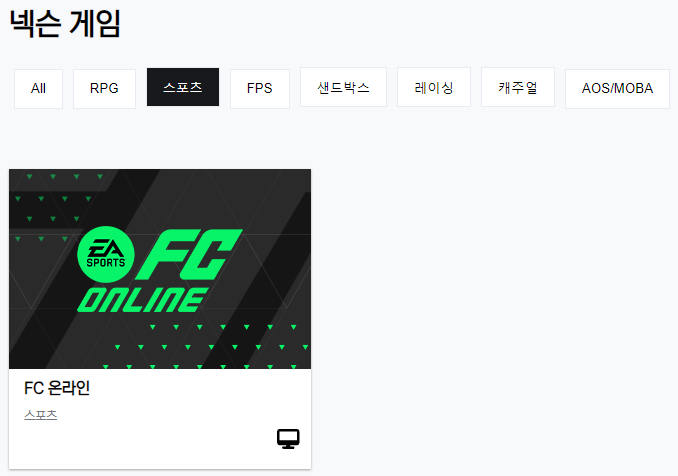 넥슨 게임
All RPG 스포츠 FPS 샌드박스 레이싱 캐주얼 AOS/MOBA
EA SPORTS FC
ONLINE
FC 온라인
스포츠